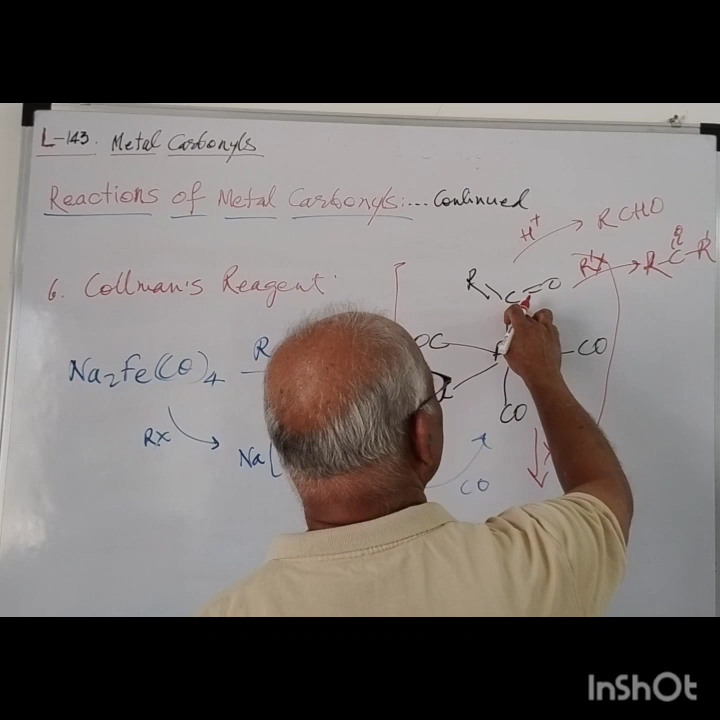 L-143. Metal Carbonyls
Reactions of Metal Carbonyls:... Continued
6. Collman's Reagent
H+ RCHO
R'X R-C-R'
O
R C=O
OC CO
CO
Na2Fe(CO)4 R
RX Na[
CO
InShOt